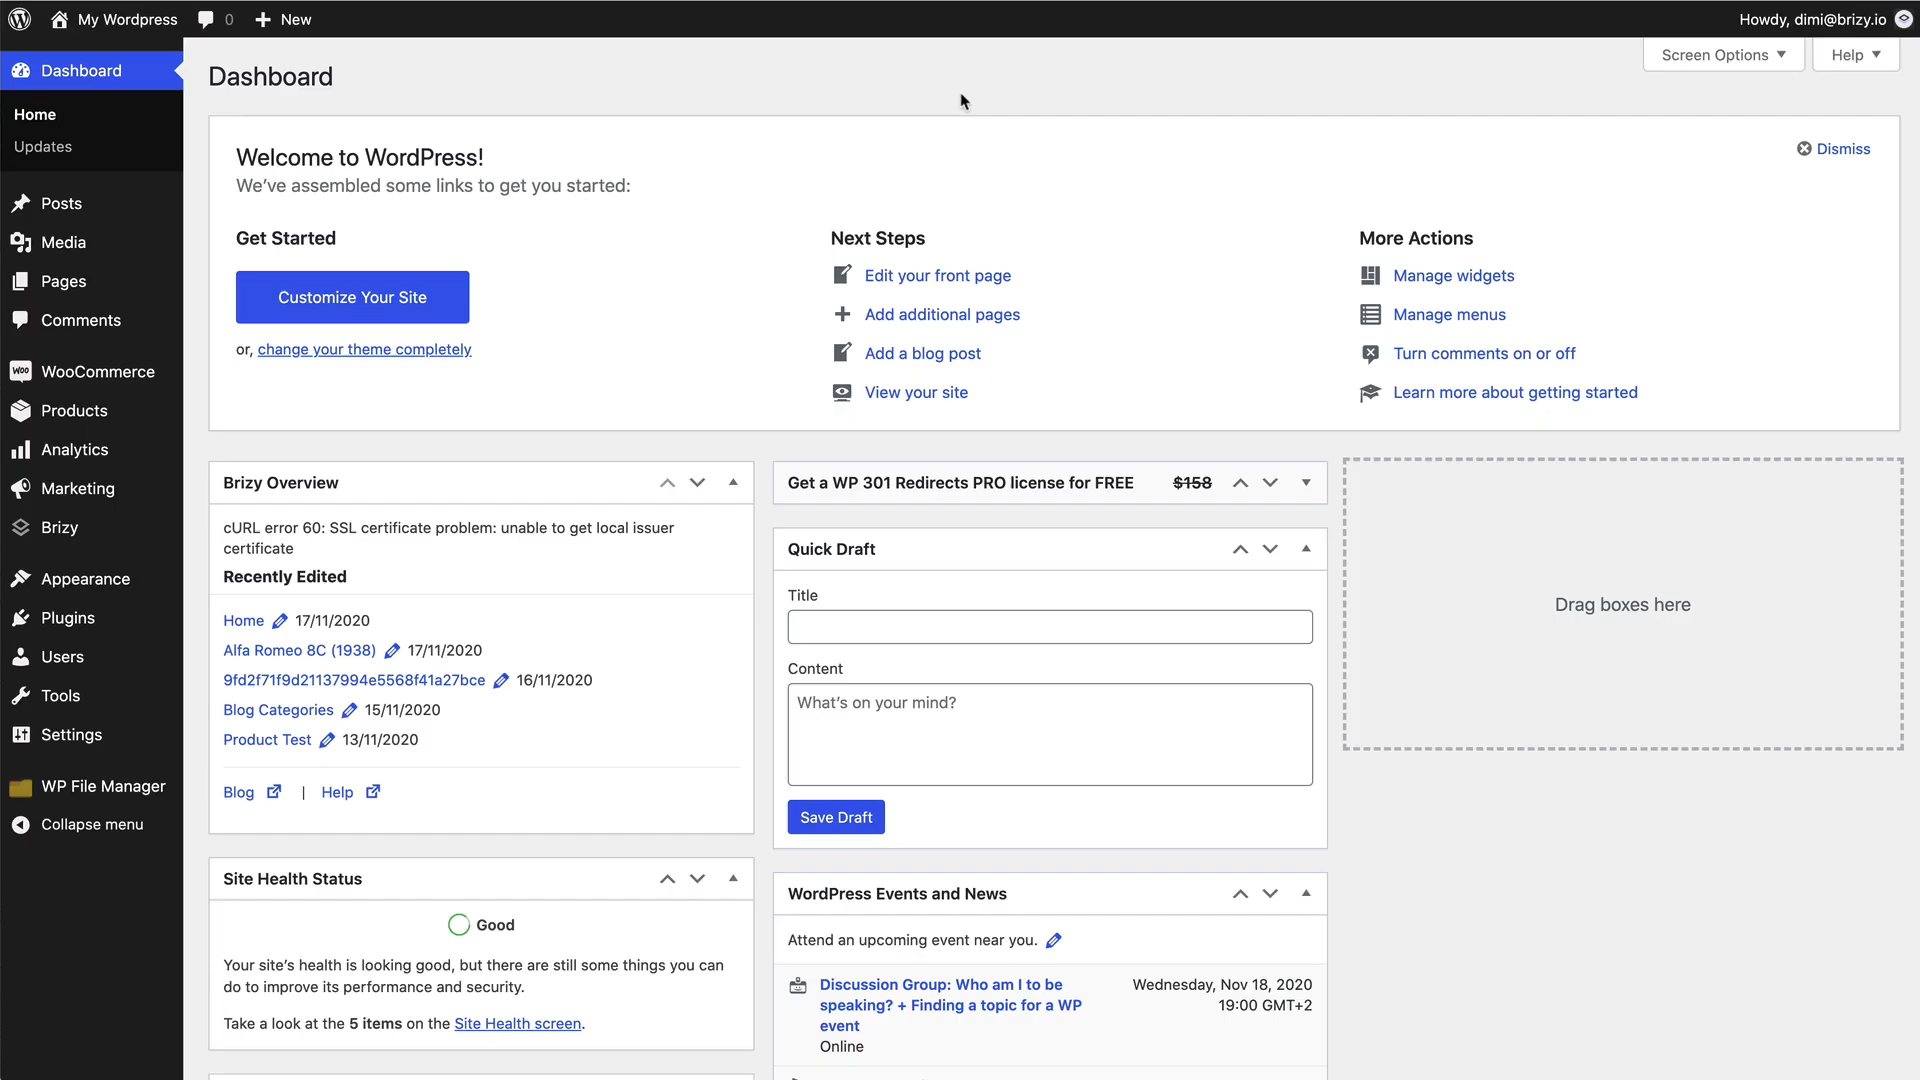 My Wordpress
0
New
Howdy, dimi@brizy.io
Dashboard
Home
Updates
Posts
Media
Pages
Comments
WooCommerce
Products
Analytics
Marketing
Brizy
Appearance
Plugins
Users
Tools
Settings
WP File Manager
Collapse menu
Dashboard
Screen Options
Help
Welcome to WordPress!
We’ve assembled some links to get you started:
Dismiss
Get Started
Customize Your Site
or, change your theme completely
Next Steps
Edit your front page
Add additional pages
Add a blog post
View your site
More Actions
Manage widgets
Manage menus
Turn comments on or off
Learn more about getting started
Brizy Overview
cURL error 60: SSL certificate problem: unable to get local issuer
certificate
Recently Edited
Home 17/11/2020
Alfa Romeo 8C (1938) 17/11/2020
9fd2f71f9d21137994e5568f41a27bce 16/11/2020
Blog Categories 15/11/2020
Product Test 13/11/2020
Blog | Help
Site Health Status
Good
Your site’s health is looking good, but there are still some things you can
do to improve its performance and security.
Take a look at the 5 items on the Site Health screen.
Get a WP 301 Redirects PRO license for FREE $158
Quick Draft
Title
Content
What’s on your mind?
Save Draft
WordPress Events and News
Attend an upcoming event near you.
Discussion Group: Who am I to be
speaking? + Finding a topic for a WP
event
Online
Wednesday, Nov 18, 2020
19:00 GMT+2
Drag boxes here